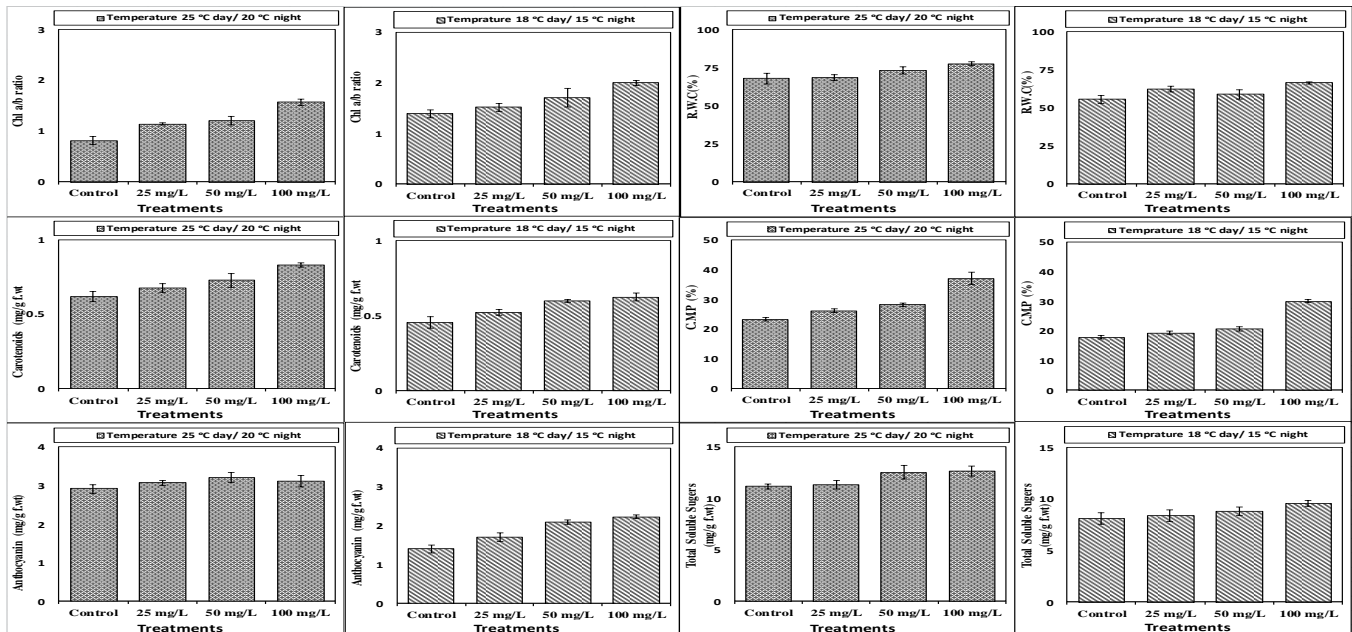 Temperature 25 °C day/ 20 °C night
3
2
1
0
Chl a/b ratio
Control 25 mg/L 50 mg/L 100 mg/L
Treatments
Temprature 18 °C day/ 15 °C night
3
2
1
0
Chl a/b ratio
Control 25 mg/L 50 mg/L 100 mg/L
Treatments
Temperature 25 °C day/ 20 °C night
100
75
50
25
0
R.W.C(%)
Control 25 mg/L 50 mg/L 100 mg/L
Treatments
Temprature 18 °C day/ 15 °C night
100
75
50
25
0
R.W.C(%)
Control 25 mg/L 50 mg/L 100 mg/L
Treatments
Temperature 25 °C day/ 20 °C night
1
0.5
0
Carotenoids (mg/g f.wt)
Control 25 mg/L 50 mg/L 100 mg/L
Treatments
Temprature 18 °C day/ 15 °C night
1
0.5
0
Carotenoids (mg/g f.wt
Control 25 mg/L 50 mg/L 100 mg/L
Treatments
Temperature 25 °C day/ 20 °C night
50
40
30
20
10
0
C.MP (%)
Control 25 mg/L 50 mg/L 100 mg/L
Treatments
Temprature 18 °C day/ 15 °C night
50
40
30
20
10
0
C.MP (%)
Control 25 mg/L 50 mg/L 100 mg/L
Treatments
Temperature 25 °C day/ 20 °C night
4
3
2
1
0
Anthocyanin (mg/g f.wt)
Control 25 mg/L 50 mg/L 100 mg/L
Treatments
Temprature 18 °C day/ 15 °C night
4
3
2
1
0
Anthocyanin (mg/g f.wt)
Control 25 mg/L 50 mg/L 100 mg/L
Treatments
Temperature 25 °C day/ 20 °C night
15
10
5
0
Total Soluble Sugers
(mg/g f.wt)
Control 25 mg/L 50 mg/L 100 mg/L
Treatments
Temprature 18 °C day/ 15 °C night
15
10
5
0
Total Soluble Sugers
(mg/g f.wt)
Control 25 mg/L 50 mg/L 100 mg/L
Treatments